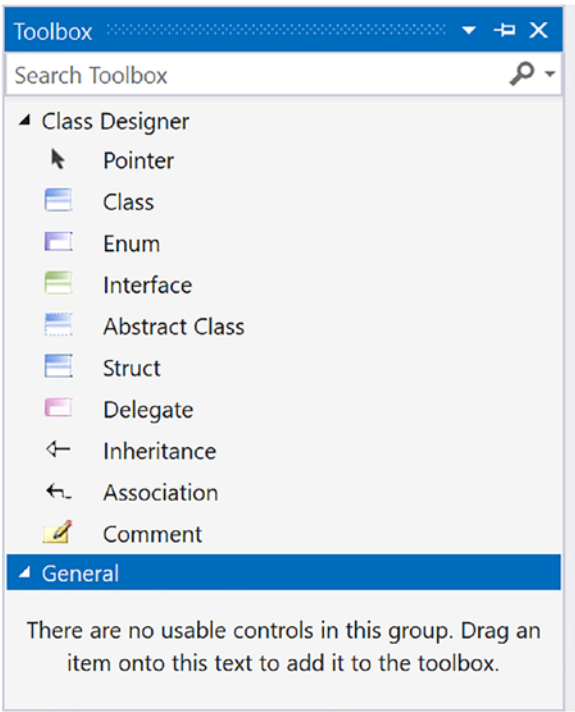 Toolbox
Search Toolbox
Class Designer
Pointer
Class
Enum
Interface
Abstract Class
Struct
Delegate
Inheritance
Association
Comment
General
There are no usable controls in this group. Drag an
item onto this text to add it to the toolbox.